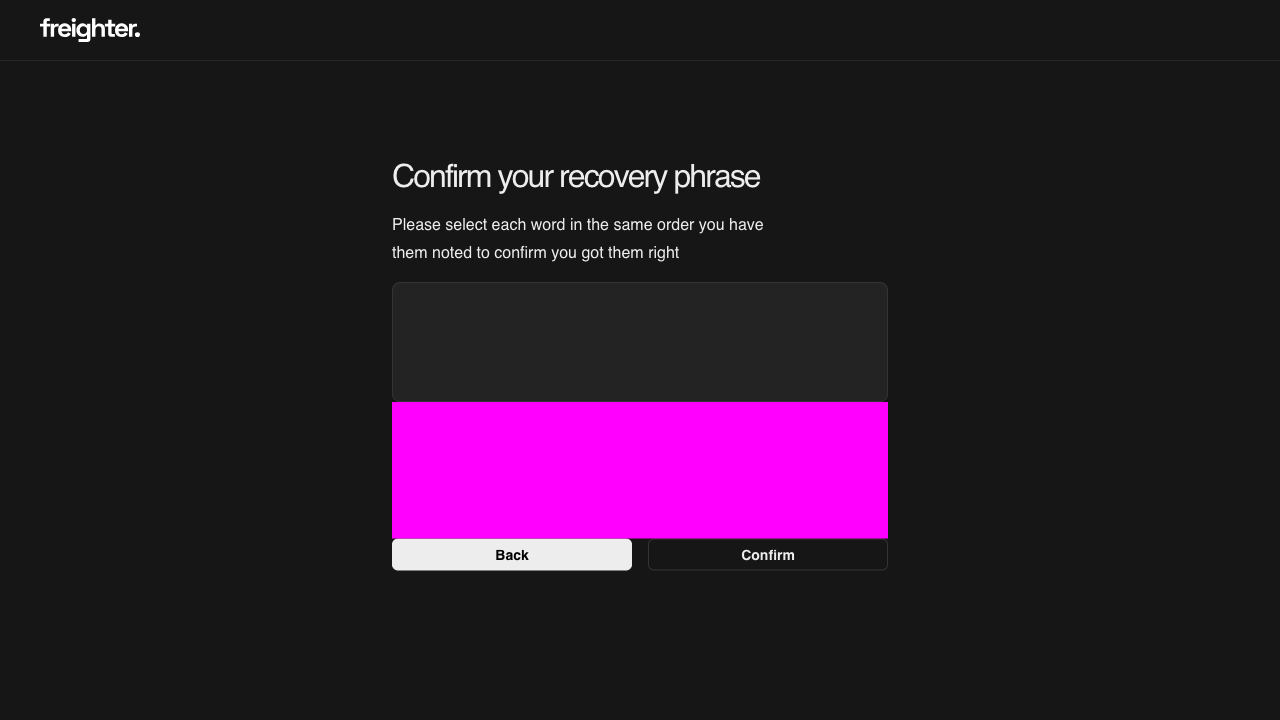 freighter.
Confirm your recovery phrase
Please select each word in the same order you have
them noted to confirm you got them right
Back
Confirm